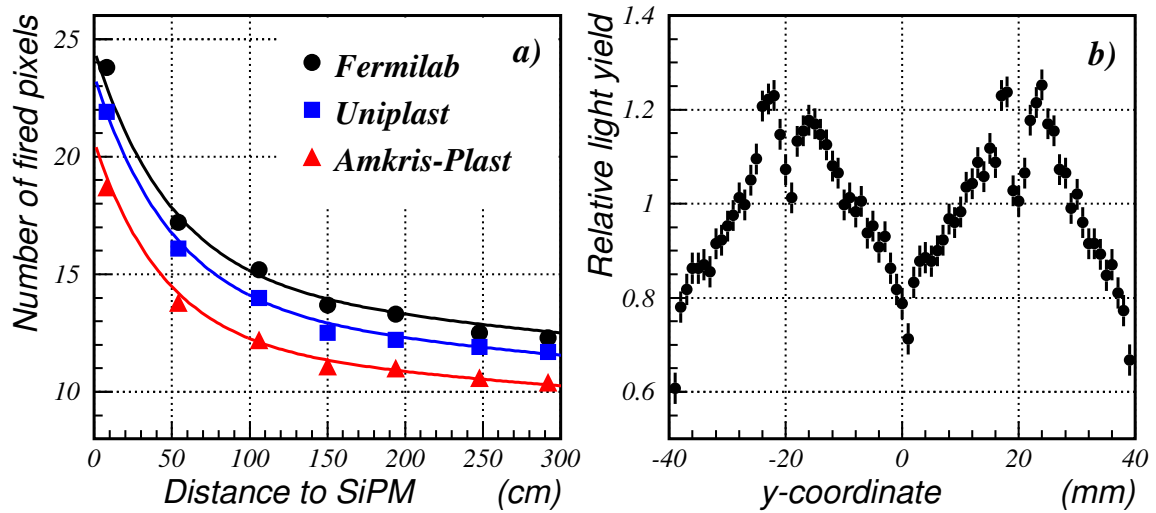 Number of fired pixels
25
20
15
10
a)
Fermilab
Uniplast
Amkris-Plast
0 50 100 150 200 250 300
Distance to SiPM (cm)
Relative light yield
1.4
1.2
1
0.8
0.6
b)
-40 -20 0 20 40
y-coordinate (mm)